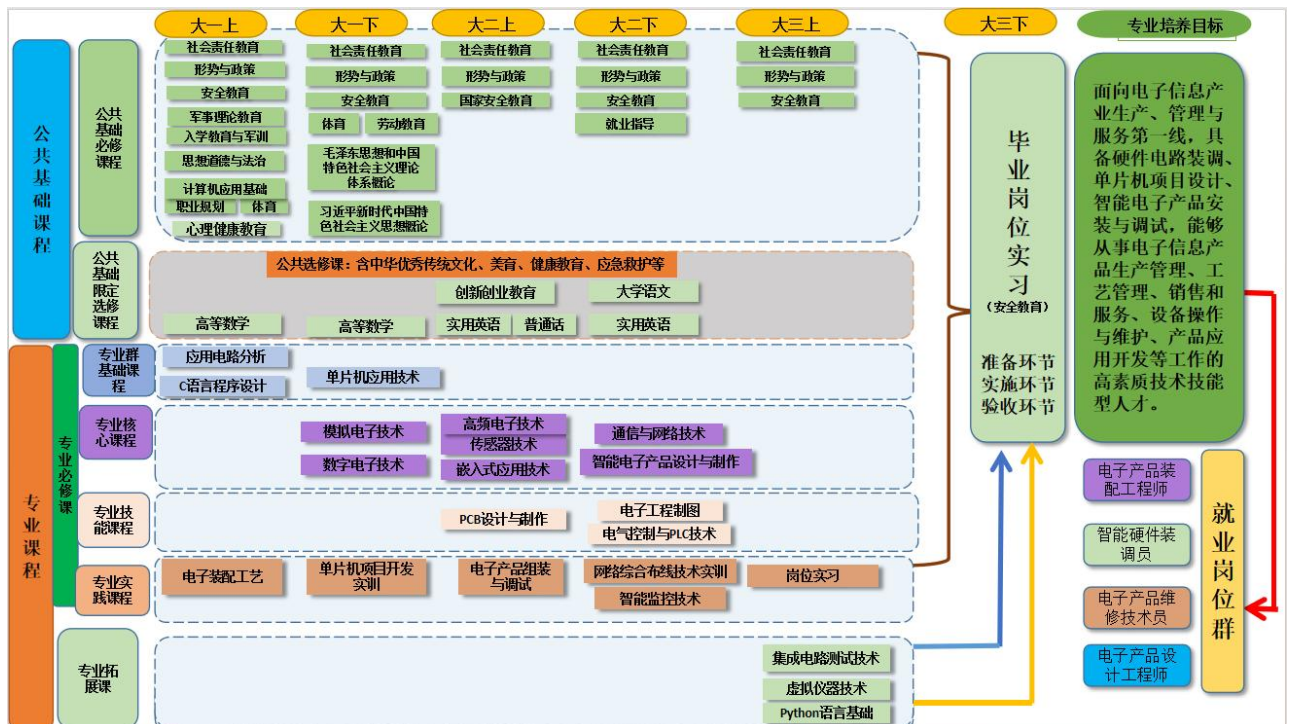 大一上
大一下
大二上
大二下
大三上
大三下
专业培养目标
公共基础课程
公共
基础
必修
课程
社会责任教育
形势与政策
安全教育
军事理论教育
入学教育与军训
思想道德与法治
计算机应用基础
职业规划
体育
心理健康教育
社会责任教育
形势与政策
安全教育
体育
劳动教育
毛泽东思想和中国
特色社会主义理论
体系概论
习近平新时代中国特
色社会主义思想概论
社会责任教育
形势与政策
国家安全教育
社会责任教育
形势与政策
安全教育
就业指导
社会责任教育
形势与政策
安全教育
公共
基础
限定
选修
课程
公共选修课：含中华优秀传统文化、美育、健康教育、应急救护等
创新创业教育
大学语文
高等数学
高等数学
实用英语
普通话
实用英语
专业课程
专业必修课
专业群
基础课
程
应用电路分析
C语言程序设计
单片机应用技术
专业核
心课程
模拟电子技术
数字电子技术
高频电子技术
传感器技术
嵌入式应用技术
通信与网络技术
智能电子产品设计与制作
专业技
能课程
PCB设计与制作
电子工程制图
电气控制与PLC技术
专业实
践课程
电子装配工艺
单片机项目开发
实训
电子产品组装
与调试
网络综合布线技术实训
智能监控技术
岗位实习
专业拓
展课
集成电路测试技术
虚拟仪器技术
Python语言基础
毕业岗位实习
（安全教育）
准备环节
实施环节
验收环节
面向电子信息产
业生产、管理与
服务第一线，具
备硬件电路装调、
单片机项目设计、
智能电子产品安
装与调试，能够
从事电子信息产
品生产管理、工
艺管理、销售和
服务、设备操作
与维护、产品应
用开发等工作的
高素质技术技能
型人才。
电子产品装
配工程师
智能硬件装
调员
电子产品维
修技术员
电子产品设
计工程师
就业岗位群